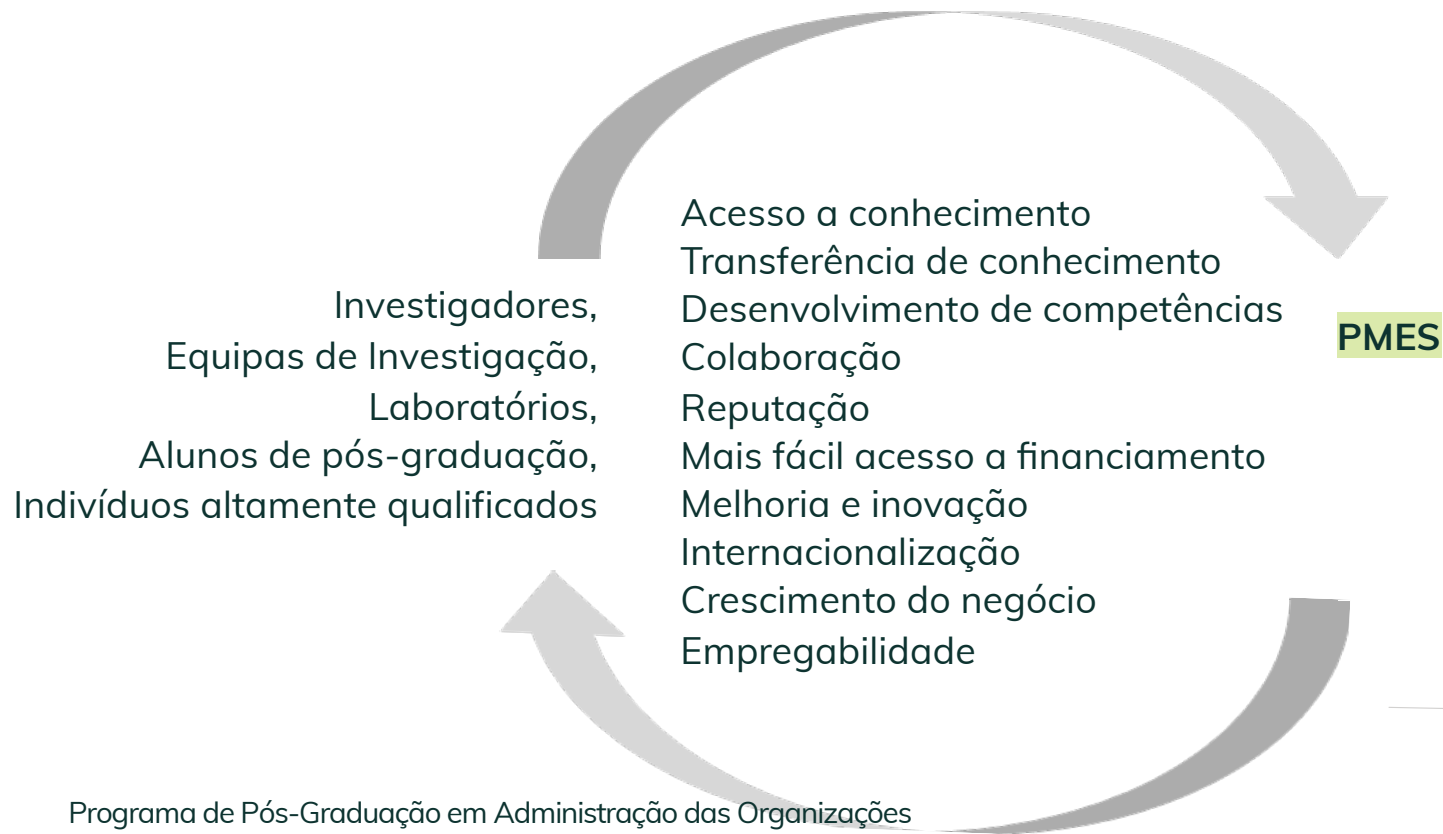 Investigadores,
Equipas de Investigação,
Laboratórios,
Alunos de pós-graduação,
Indivíduos altamente qualificados
Acesso a conhecimento
Transferência de conhecimento
Desenvolvimento de competências
Colaboração
Reputação
Mais fácil acesso a financiamento
Melhoria e inovação
Internacionalização
Crescimento do negócio
Empregabilidade
PMES
Programa de Pós-Graduação em Administração das Organizações